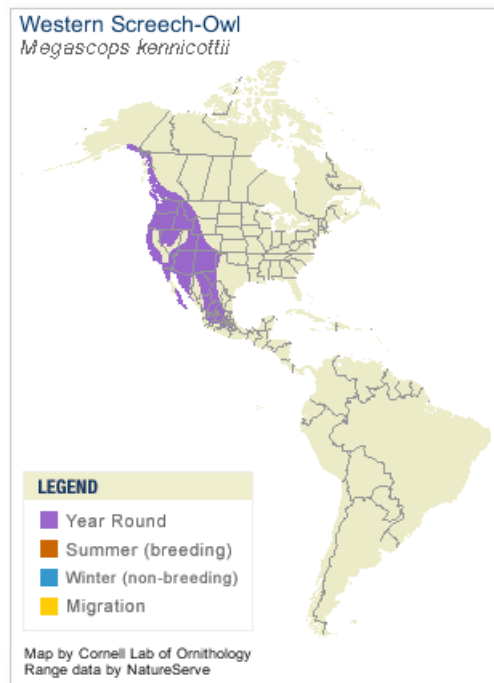 Western Screech-Owl
Megascops kennicottii
LEGEND
Year Round
Summer (breeding)
Winter (non-breeding)
Migration
Map by Cornell Lab of Ornithology
Range data by NatureServe